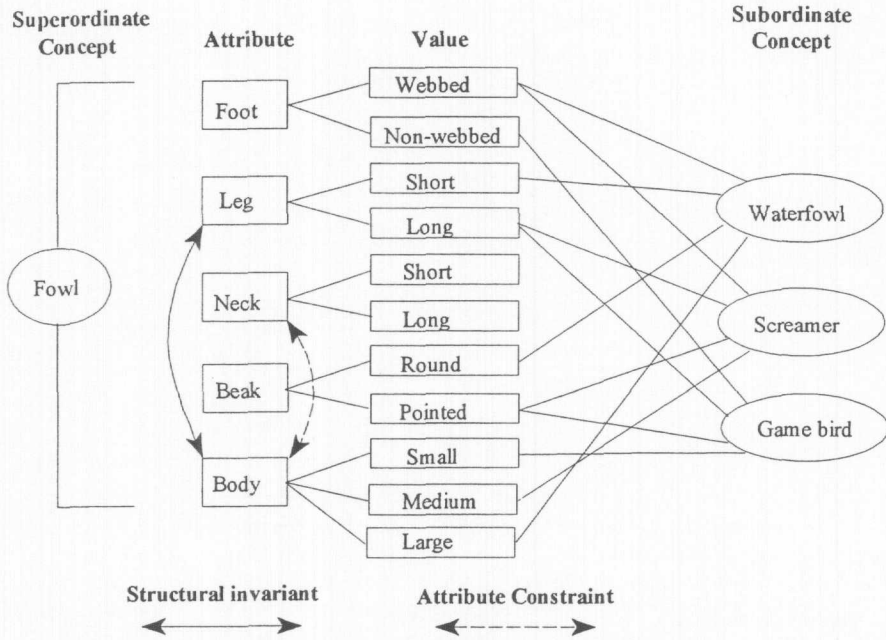 Superordinate
Concept
Attribute
Value
Subordinate
Concept
Fowl
Foot
Leg
Neck
Beak
Body
Webbed
Non-webbed
Short
Long
Short
Long
Round
Pointed
Small
Medium
Large
Waterfowl
Screamer
Game bird
Structural invariant
Attribute Constraint